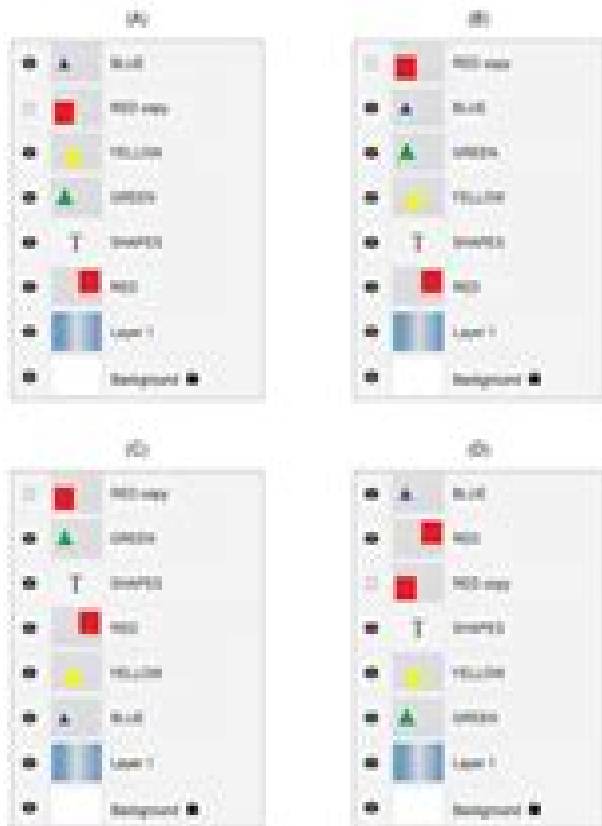 (A)
BLUE
RED copy
YELLOW
GREEN
T SHAPES
RED
Layer 1
Background
(B)
RED copy
BLUE
GREEN
YELLOW
T SHAPES
RED
Layer 1
Background
(C)
RED copy
GREEN
T SHAPES
RED
YELLOW
BLUE
Layer 1
Background
(D)
BLUE
RED
RED copy
T SHAPES
YELLOW
GREEN
Layer 1
Background